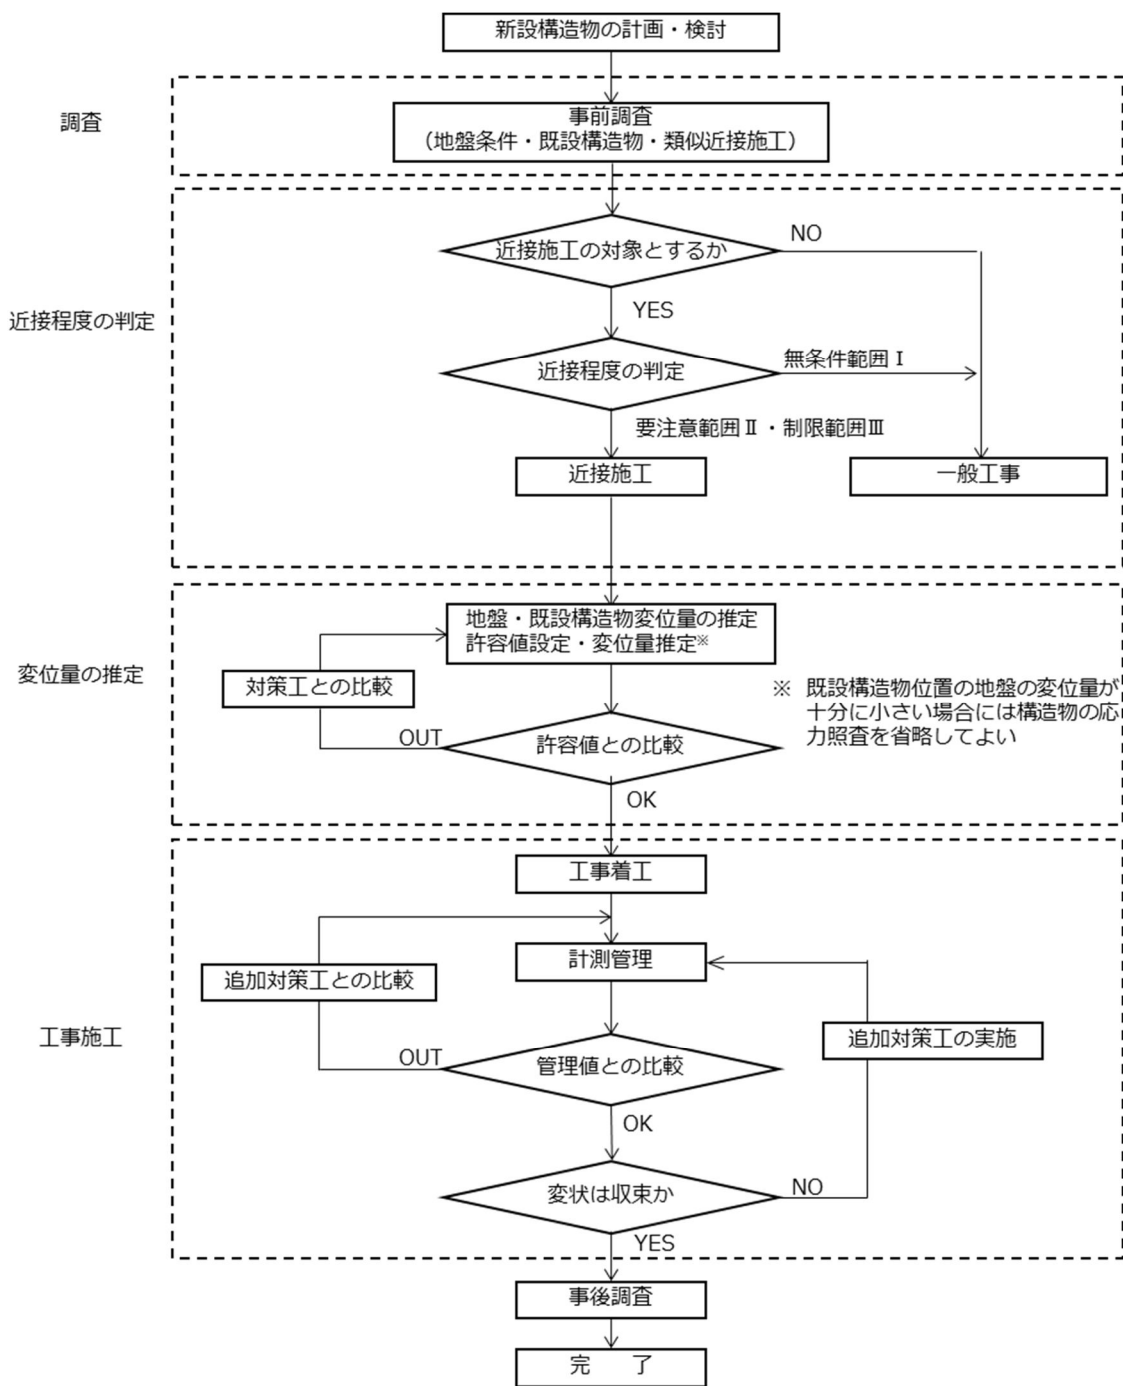 新設構造物の計画・検討
調査
事前調査
（地盤条件・既設構造物・類似近接施工）
近接施工の対象とするか
NO
YES
近接程度の判定
近接程度の判定
無条件範囲Ⅰ
要注意範囲Ⅱ・制限範囲Ⅲ
近接施工
一般工事
変位量の推定
地盤・既設構造物変位量の推定
許容値設定・変位量推定※
対策工との比較
※ 既設構造物位置の地盤の変位量が
十分に小さい場合には構造物の応
力照査を省略してよい
OUT
許容値との比較
OK
工事着工
計測管理
追加対策工との比較
工事施工
追加対策工の実施
OUT
管理値との比較
OK
変状は収束か
NO
YES
事後調査
完　　了